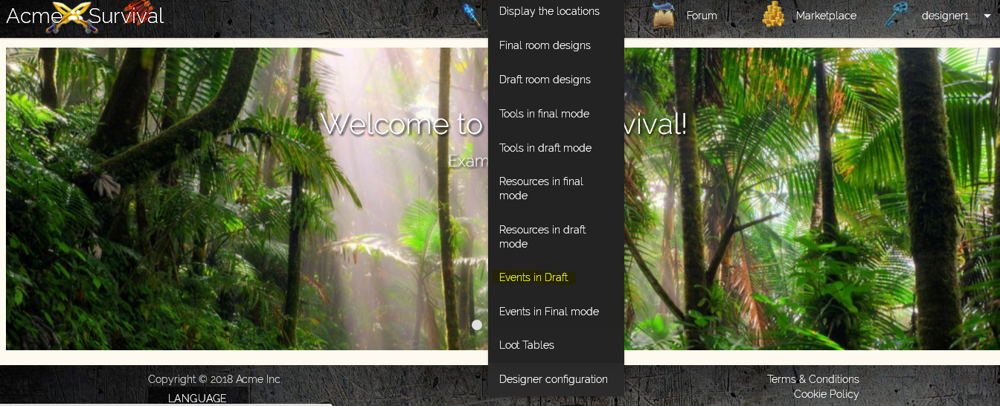 Acme Survival
Forum
Marketplace
designer1
Display the locations
Final room designs
Draft room designs
Tools in final mode
Tools in draft mode
Resources in final
mode
Resources in draft
mode
Events in Draft
Events in Final mode
Loot Tables
Designer configuration
Welcome to vival!
Exam
Copyright © 2018 Acme Inc.
LANGUAGE
Terms & Conditions
Cookie Policy